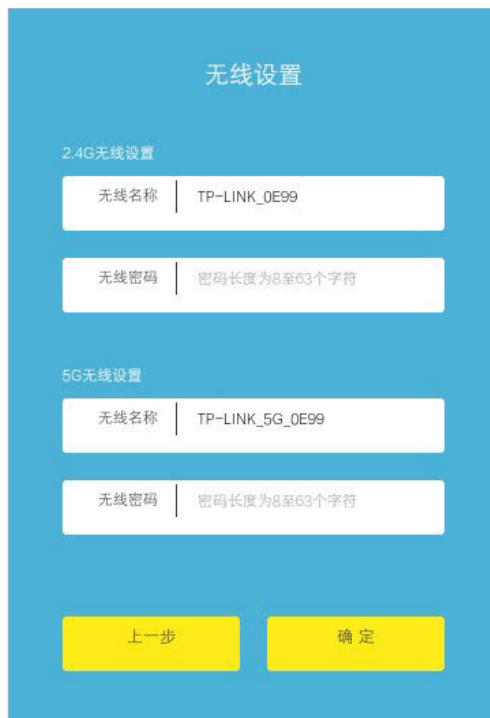 无线设置
2.4G无线设置
无线名称 TP-LINK_0E99
无线密码 密码长度为8至63个字符
5G无线设置
无线名称 TP-LINK_5G_0E99
无线密码 密码长度为8至63个字符
上一步 确 定